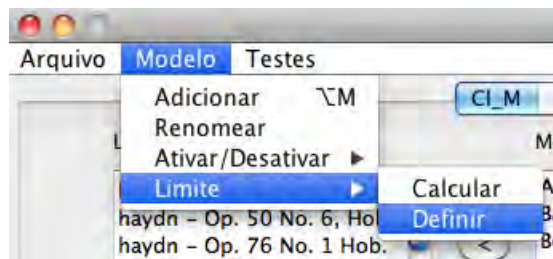 Arquivo Modelo Testes
Adicionar ⌥M CI_M
Renomear
Ativar/Desativar ▶
Limite ▶ Calcular
haydn – Op. 50 No. 6, Hob Definir
haydn – Op. 76 No. 1 Hob. <